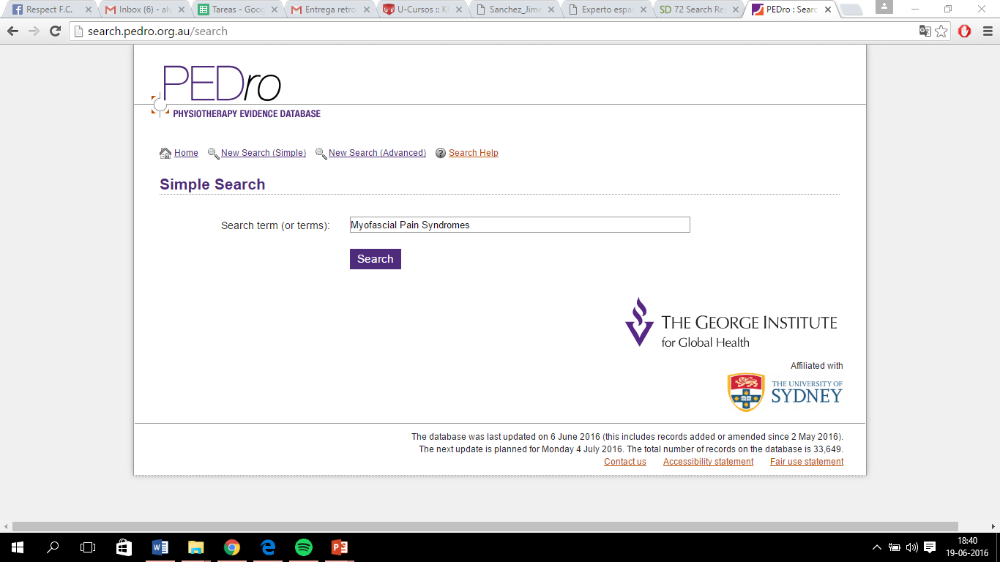 Respect F.C.
Inbox (6) - alv
Tareas - Goog
Entrega retro
U-Cursos :: Ki
Sanchez_Jime
Experto espa
SD 72 Search Re
PEDro : Searc
search.pedro.org.au/search
PEDro
PHYSIOTHERAPY EVIDENCE DATABASE
Home New Search (Simple) New Search (Advanced) ? Search Help
Simple Search
Search term (or terms): Myofascial Pain Syndromes
Search
THE GEORGE INSTITUTE
for Global Health
Affiliated with
THE UNIVERSITY OF
SYDNEY
The database was last updated on 6 June 2016 (this includes records added or amended since 2 May 2016).
The next update is planned for Monday 4 July 2016. The total number of records on the database is 33,649.
Contact us Accessibility statement Fair use statement
18:40
19-06-2016